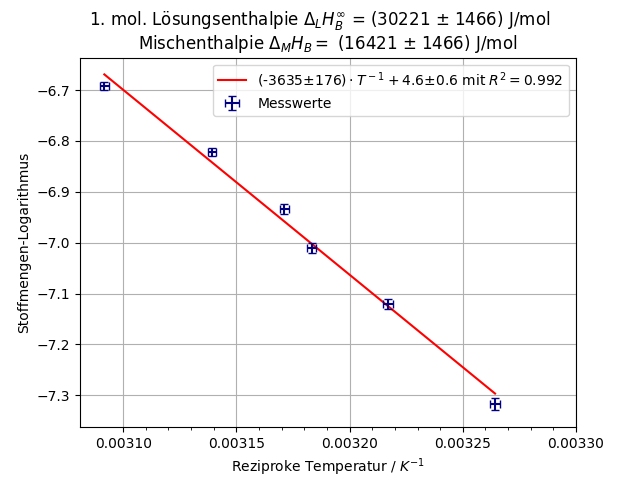 1. mol. Lösungsenthalpie Δ_L H_B^∞ = (30221 ± 1466) J/mol
Mischenthalpie Δ_M H_B = (16421 ± 1466) J/mol
(-3635±176) · T^−1 + 4.6±0.6 mit R^2 = 0.992
Messwerte
Stoffmengen-Logarithmus
−6.7
−6.8
−6.9
−7.0
−7.1
−7.2
−7.3
0.00310 0.00315 0.00320 0.00325 0.00330
Reziproke Temperatur / K^−1